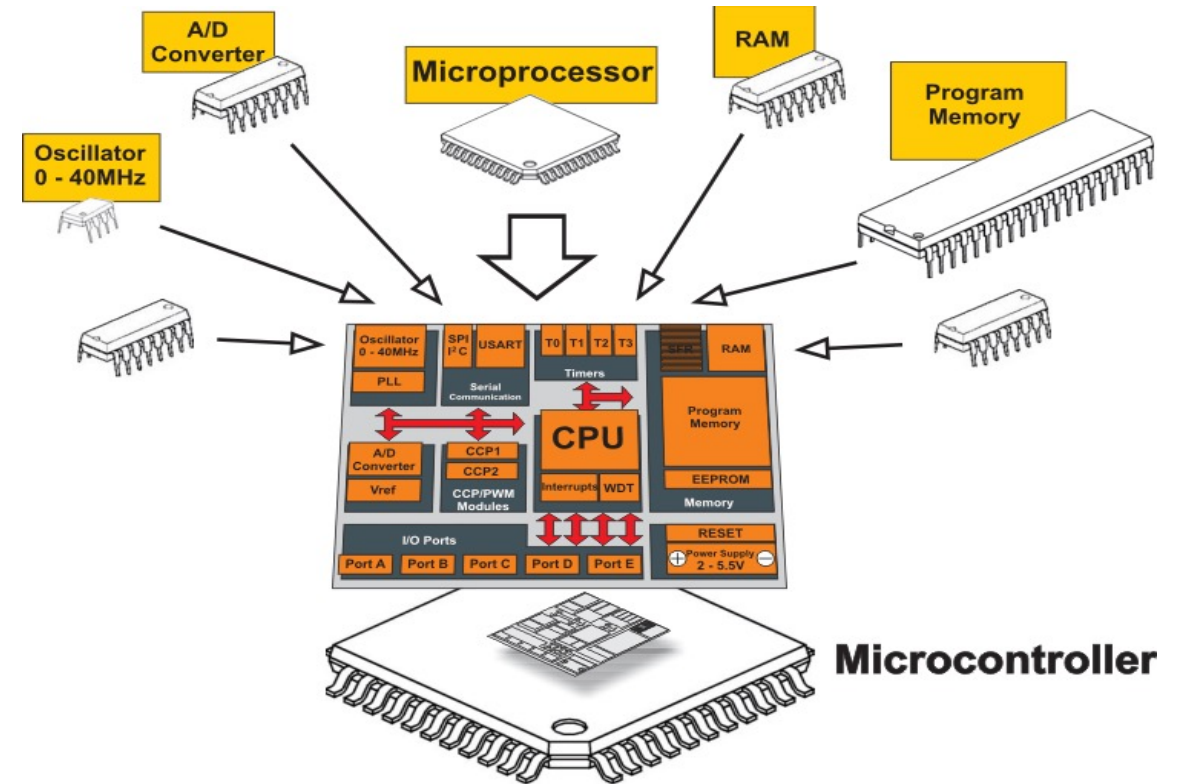 A/D
Converter
Microprocessor
RAM
Program
Memory
Oscillator
0 - 40MHz
Oscillator
0 - 40MHz
PLL
SPI
I²C
USART
Serial
Communication
T0 T1 T2 T3
Timers
SFR
RAM
Program
Memory
EEPROM
Memory
A/D
Converter
Vref
CCP1
CCP2
CCP/PWM
Modules
CPU
Interrupts
WDT
I/O Ports
Port A Port B Port C Port D Port E
RESET
+ Power Supply -
2 - 5.5V
Microcontroller